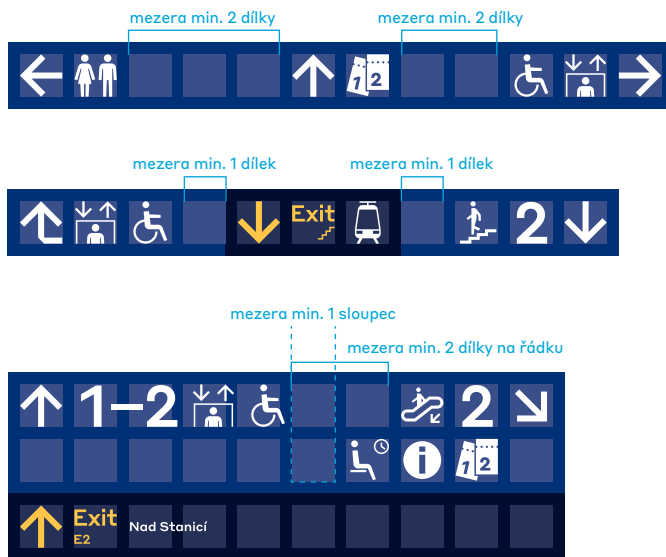 mezera min. 2 dílky
mezera min. 2 dílky
1 2
mezera min. 1 dílek
mezera min. 1 dílek
Exit
2
mezera min. 1 sloupec
mezera min. 2 dílky na řádku
1–2
2
i
1 2
Exit
E2
Nad Stanicí